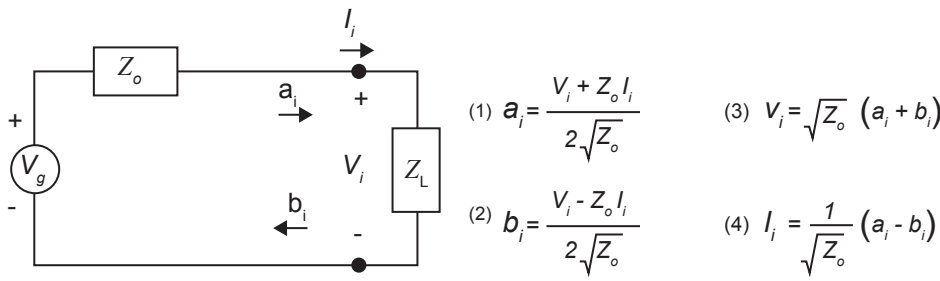 I_i
Z_o
a_i
+
+
V_g
V_i
Z_L
-
b_i
-
(1) a_i = (V_i + Z_o I_i) / (2√Z_o)
(2) b_i = (V_i - Z_o I_i) / (2√Z_o)
(3) v_i = √Z_o (a_i + b_i)
(4) I_i = 1/√Z_o (a_i - b_i)